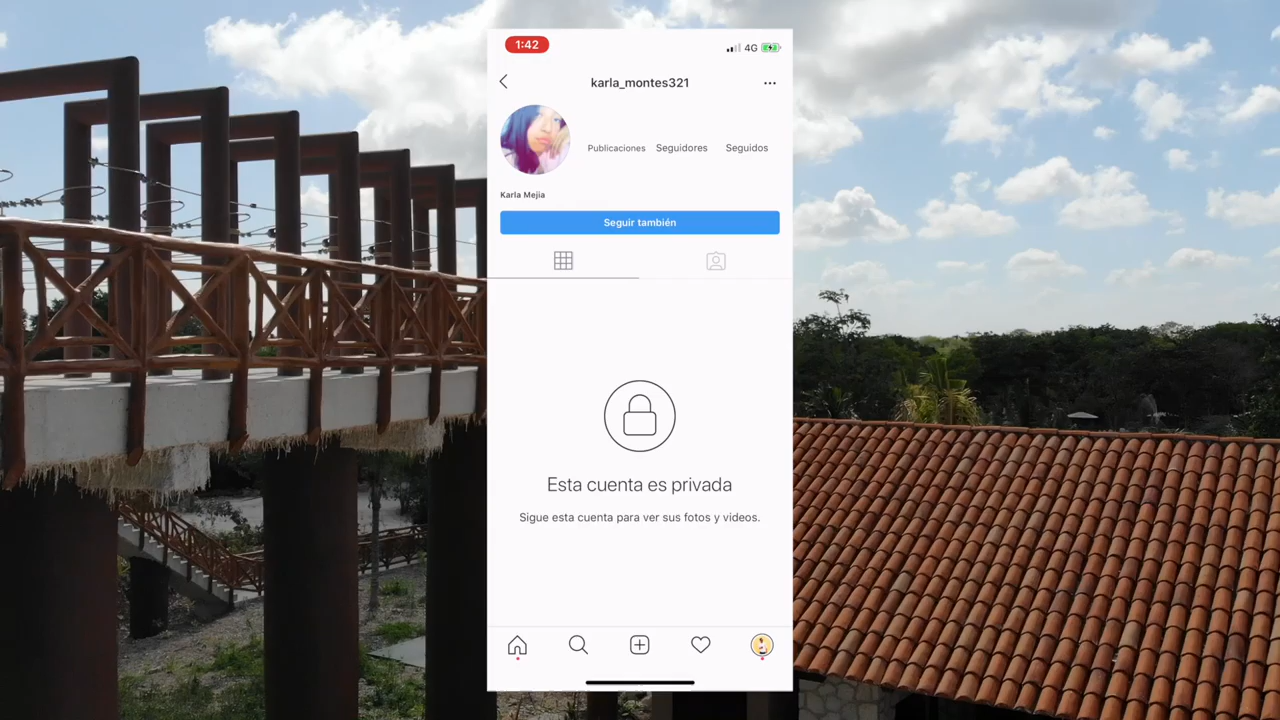 1:42
4G
karla_montes321
Publicaciones Seguidores Seguidos
Karla Mejia
Seguir también
Esta cuenta es privada
Sigue esta cuenta para ver sus fotos y videos.